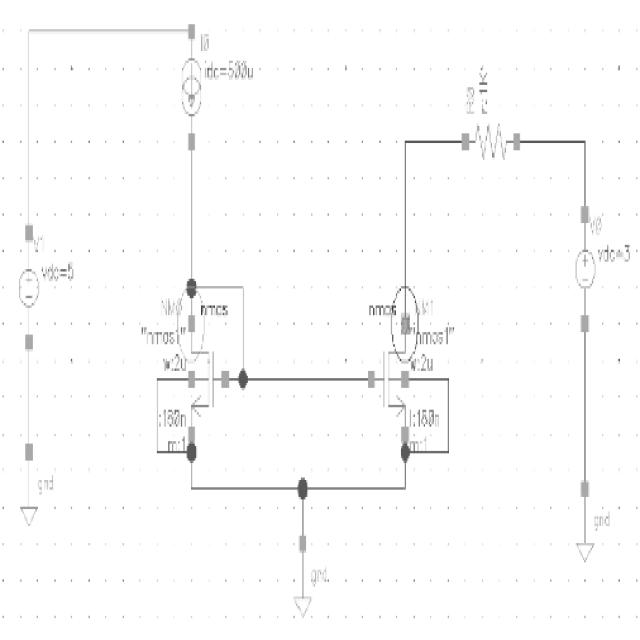 I0
idc=500u
R0
V1
vdc=5
V0
vdc=3
NM0
nmos
"nmos1"
w:2u
l:180n
m:1
nmos
NM1
"nmos1"
w:2u
l:180n
m:1
gnd
gnd
gnd